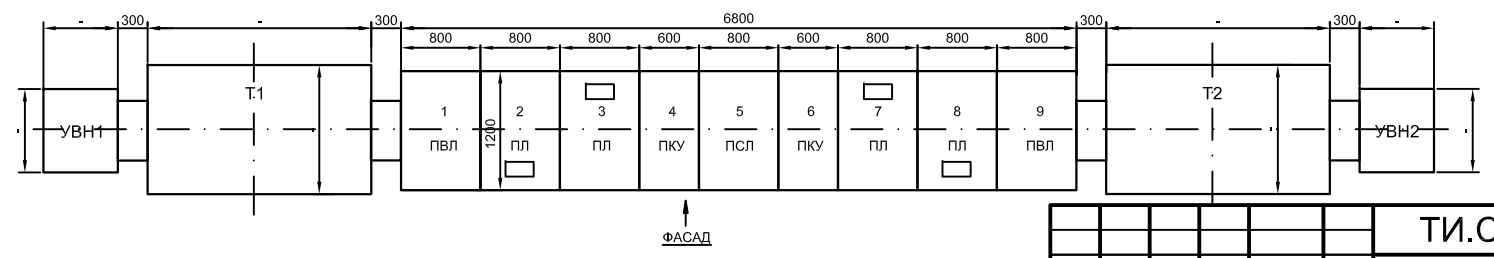 - 300 - 300 6800 300 - 300 -
800 800 800 600 800 600 800 800 800
УВН1 Т1 1 2 3 4 5 6 7 8 9 Т2 УВН2
- - 1200 - -
ПВЛ ПЛ ПЛ ПКУ ПСЛ ПКУ ПЛ ПЛ ПВЛ
ФАСАД
ТИ.О